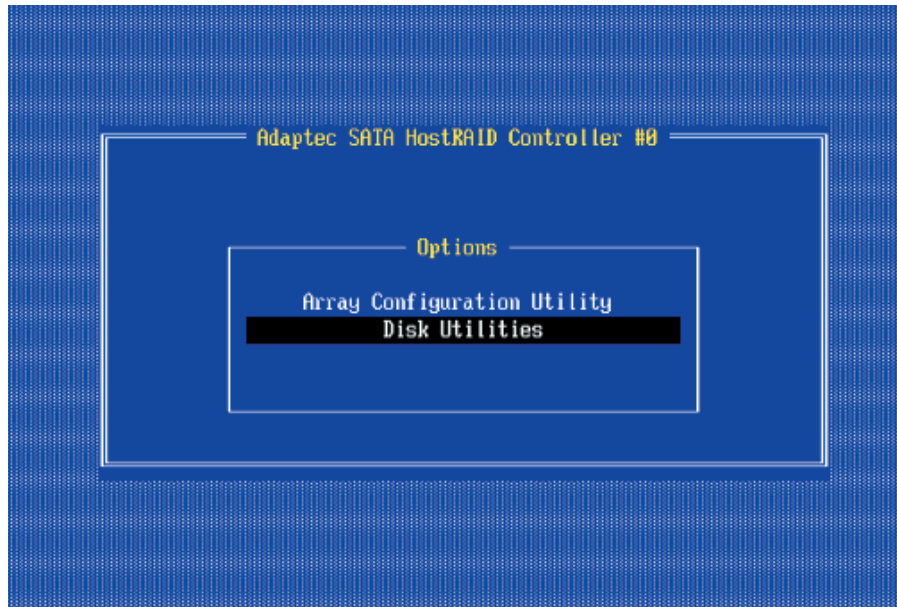 Adaptec SATA HostRAID Controller #0
Options
Array Configuration Utility
Disk Utilities